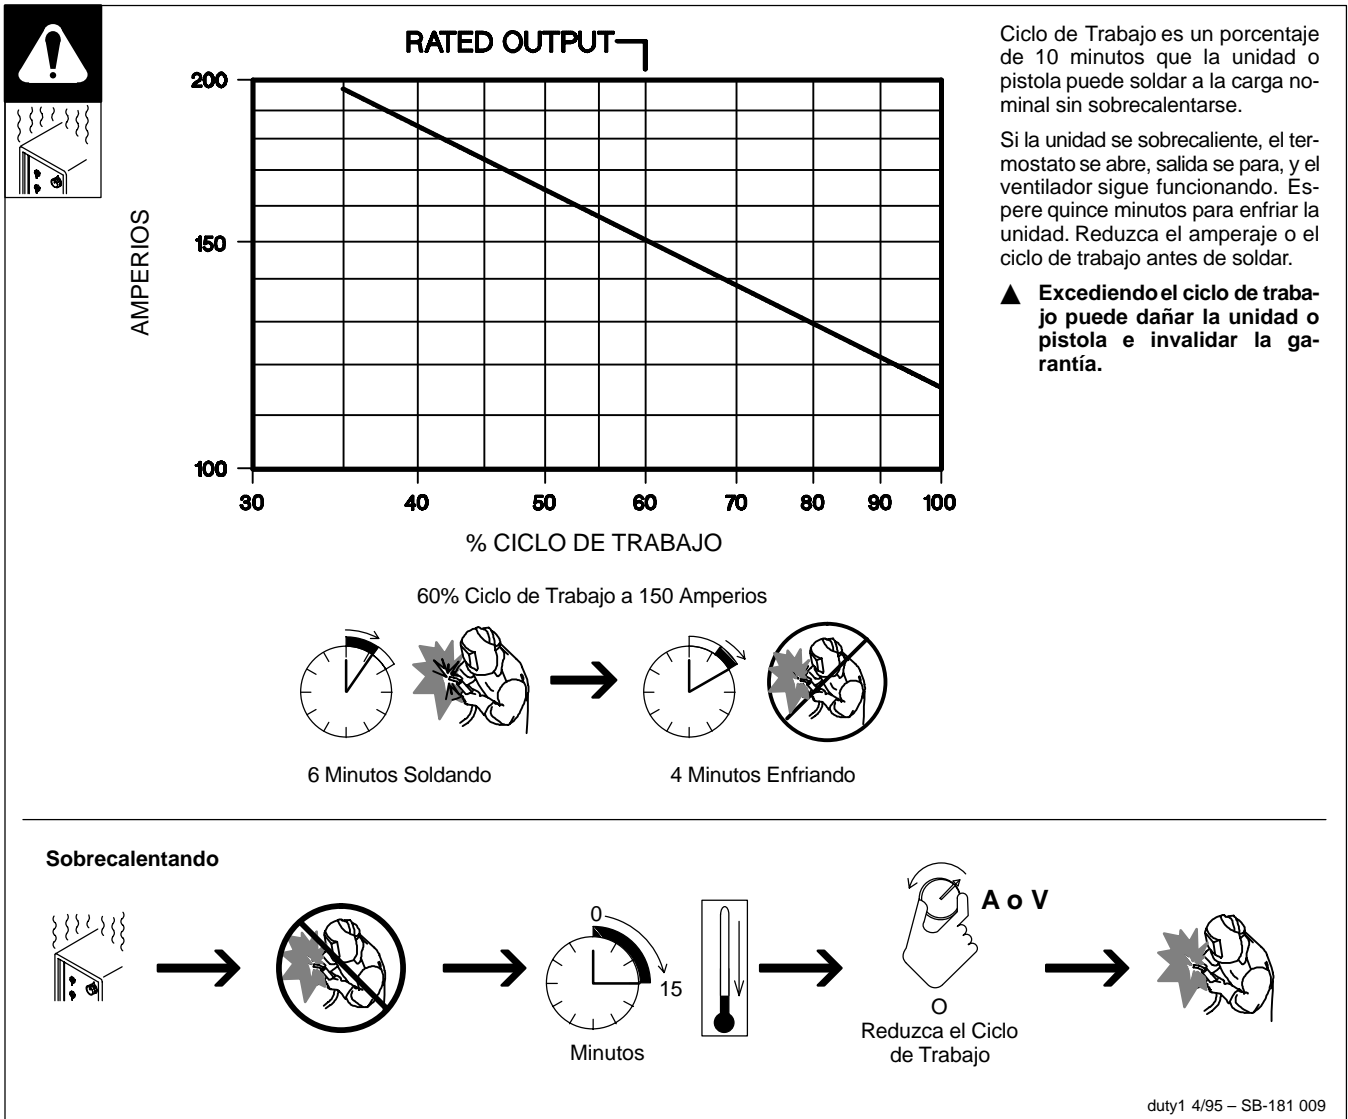 RATED OUTPUT
200
150
100
AMPERIOS
30 40 50 60 70 80 90 100
% CICLO DE TRABAJO
Ciclo de Trabajo es un porcentaje
de 10 minutos que la unidad o
pistola puede soldar a la carga no-
minal sin sobrecalentarse.
Si la unidad se sobrecaliente, el ter-
mostato se abre, salida se para, y el
ventilador sigue funcionando. Es-
pere quince minutos para enfriar la
unidad. Reduzca el amperaje o el
ciclo de trabajo antes de soldar.
Excediendo el ciclo de traba-
jo puede dañar la unidad o
pistola e invalidar la ga-
rantía.
60% Ciclo de Trabajo a 150 Amperios
6 Minutos Soldando
4 Minutos Enfriando
Sobrecalentando
0
15
Minutos
A o V
O
Reduzca el Ciclo
de Trabajo
duty1 4/95 – SB-181 009